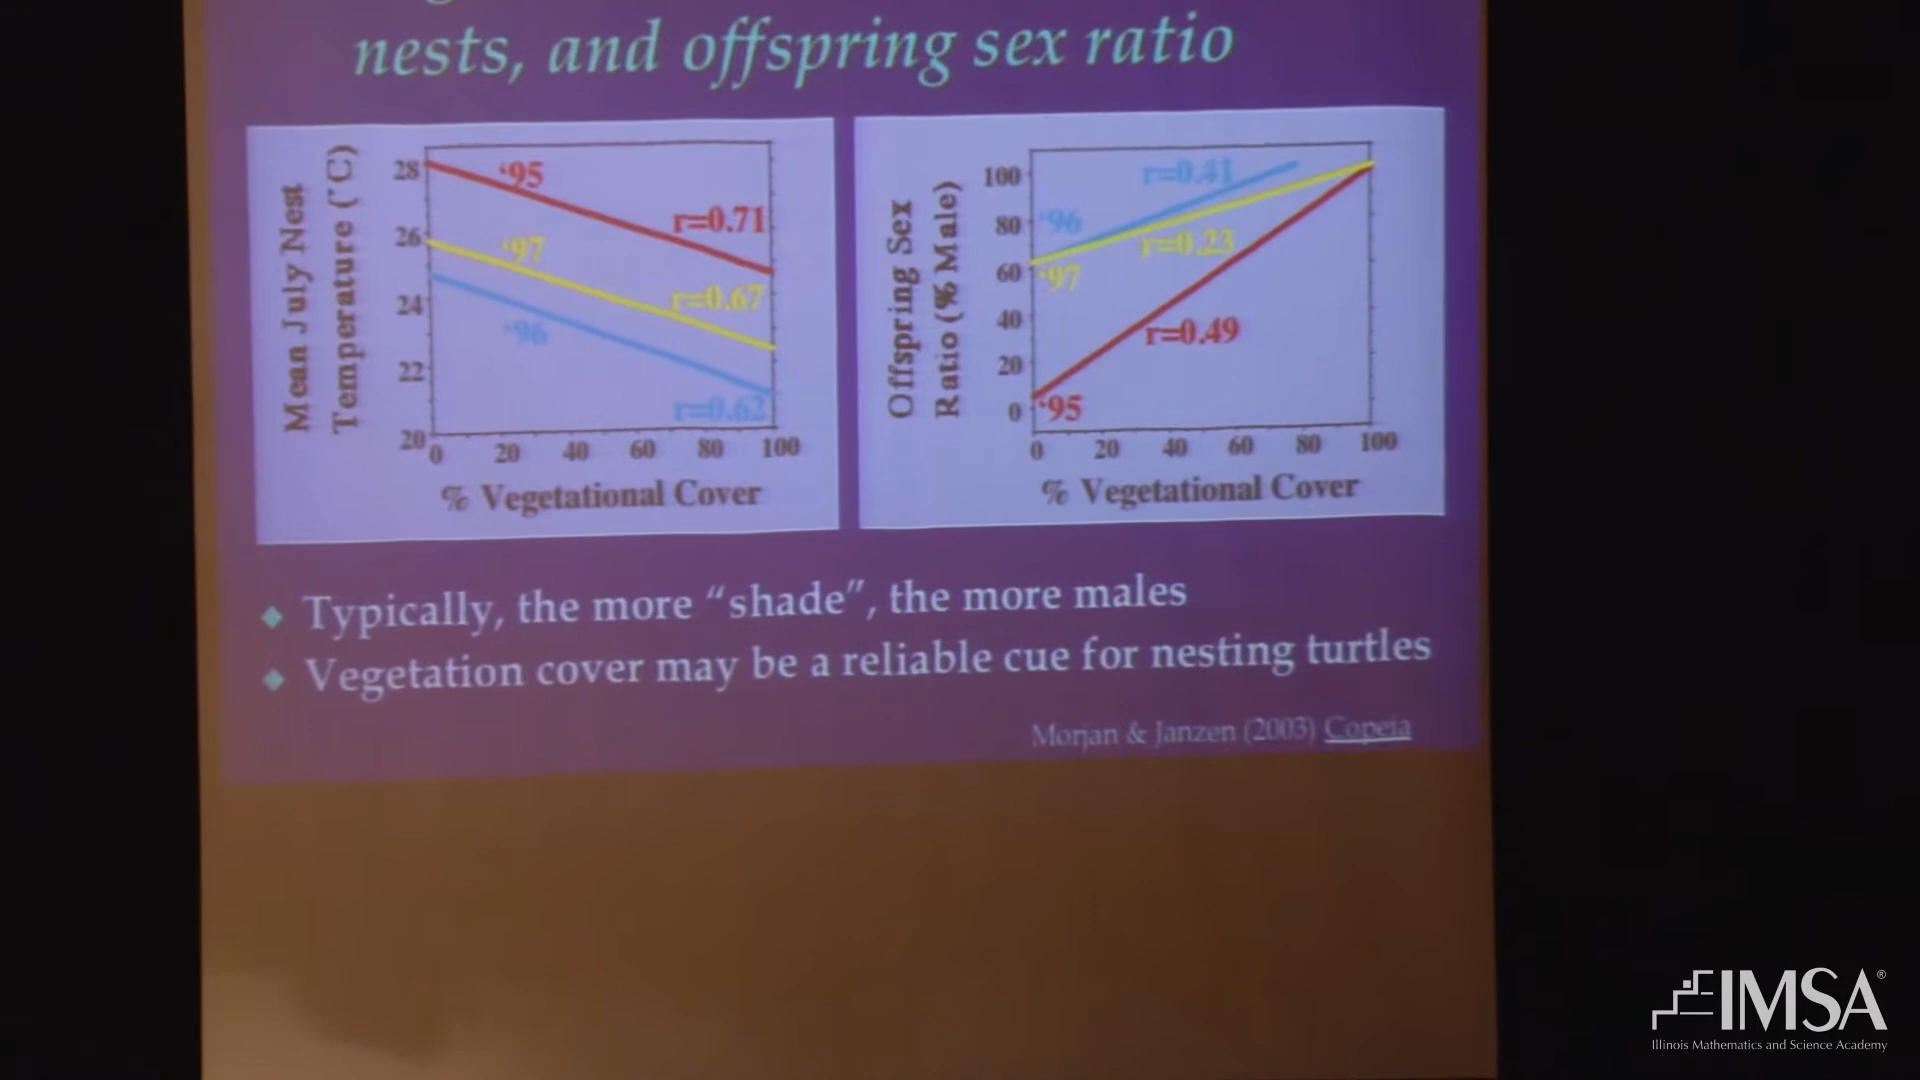 nests, and offspring sex ratio
Mean July Nest
Temperature (°C)
28
26
24
22
20
'95
r=0.71
'97
r=0.67
'96
r=0.62
0 20 40 60 80 100
% Vegetational Cover
Offspring Sex
Ratio (% Male)
100
80
60
40
20
0
r=0.41
'96
r=0.23
'97
r=0.49
'95
0 20 40 60 80 100
% Vegetational Cover
◆ Typically, the more “shade”, the more males
◆ Vegetation cover may be a reliable cue for nesting turtles
Morjan & Janzen (2003) Copeia
IMSA®
Illinois Mathematics and Science Academy